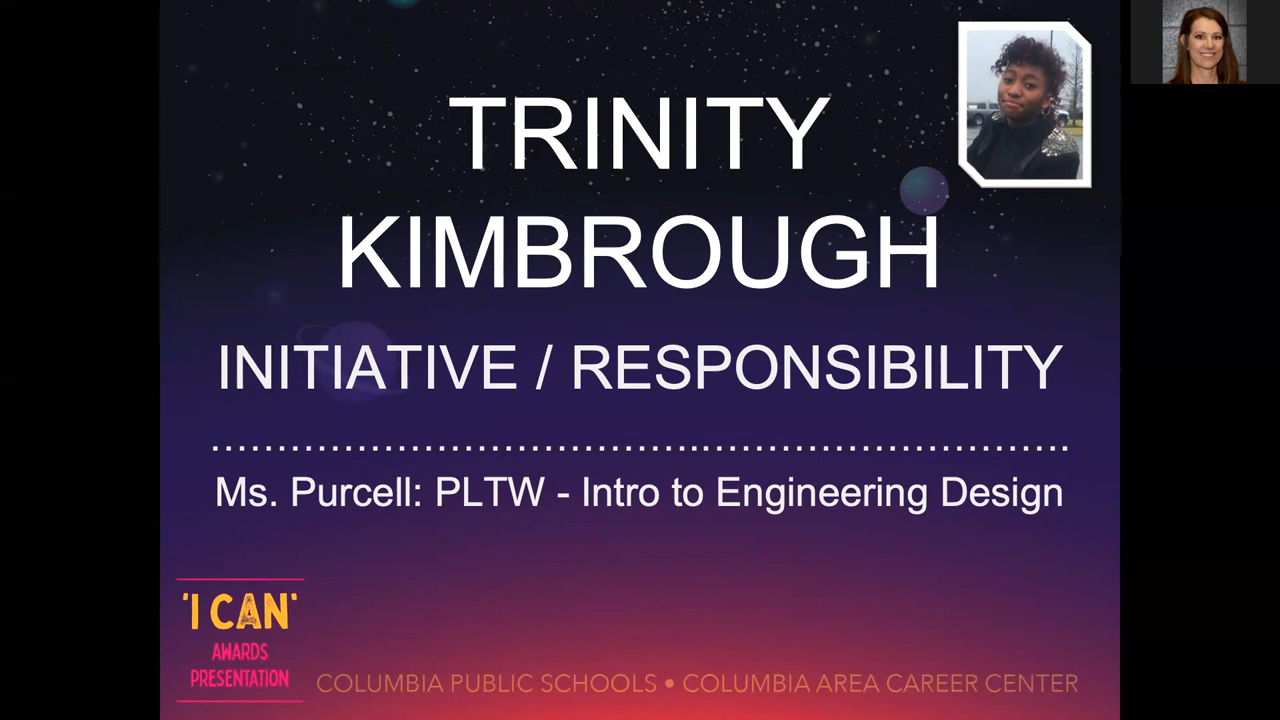 TRINITY
KIMBROUGH
INITIATIVE / RESPONSIBILITY
Ms. Purcell: PLTW - Intro to Engineering Design
'I CAN'
AWARDS
PRESENTATION
COLUMBIA PUBLIC SCHOOLS • COLUMBIA AREA CAREER CENTER